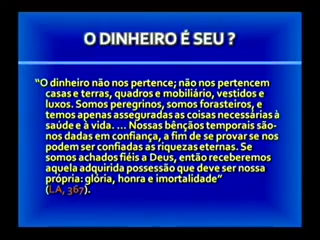 O DINHEIRO É SEU ?
“O dinheiro não nos pertence; não nos pertencem
casas e terras, quadros e mobiliário, vestidos e
luxos. Somos peregrinos, somos forasteiros, e
temos apenas asseguradas as coisas necessárias à
saúde e à vida. ... Nossas bênçãos temporais são-
nos dadas em confiança, a fim de se provar se nos
podem ser confiadas as riquezas eternas. Se
somos achados fiéis a Deus, então receberemos
aquela adquirida possessão que deve ser nossa
própria: glória, honra e imortalidade”
(LA, 367).